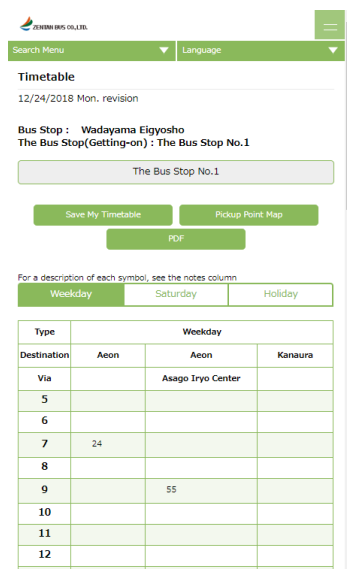 ZENTAN BUS CO.,LTD.
Search Menu ▼ Language ▼
Timetable
12/24/2018 Mon. revision
Bus Stop : Wadayama Eigyosho
The Bus Stop(Getting-on) : The Bus Stop No.1
The Bus Stop No.1
Save My Timetable Pickup Point Map
PDF
For a description of each symbol, see the notes column
Weekday Saturday Holiday
Type Weekday
Destination Aeon Aeon Kanaura
Via Asago Iryo Center
5
6
7 24
8
9 55
10
11
12